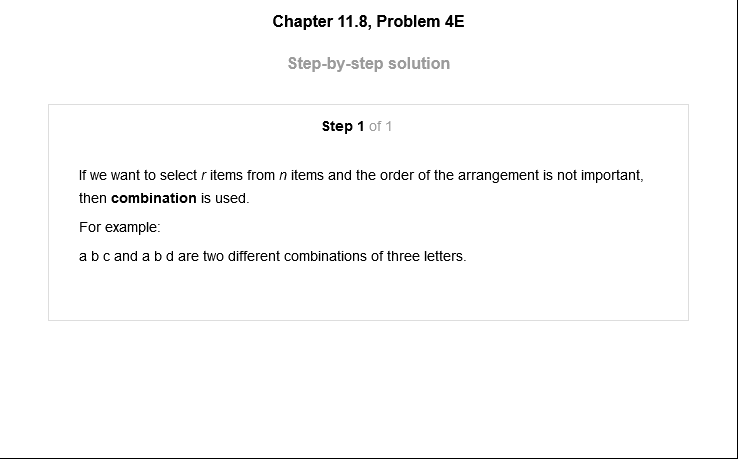 Chapter 11.8, Problem 4E
Step-by-step solution
Step 1 of 1
If we want to select r items from n items and the order of the arrangement is not important,
then combination is used.
For example:
a b c and a b d are two different combinations of three letters.